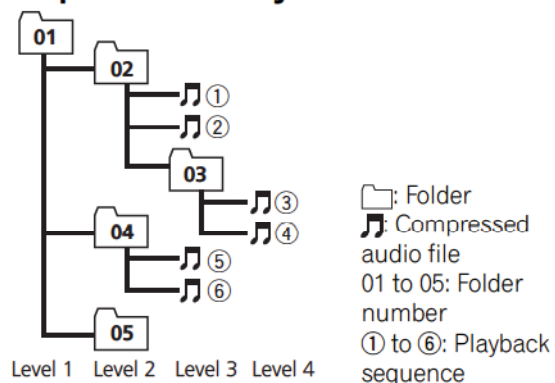 01
02
①
②
03
③
④
04
⑤
⑥
05
Level 1 Level 2 Level 3 Level 4
: Folder
: Compressed
audio file
01 to 05: Folder
number
① to ⑥: Playback
sequence